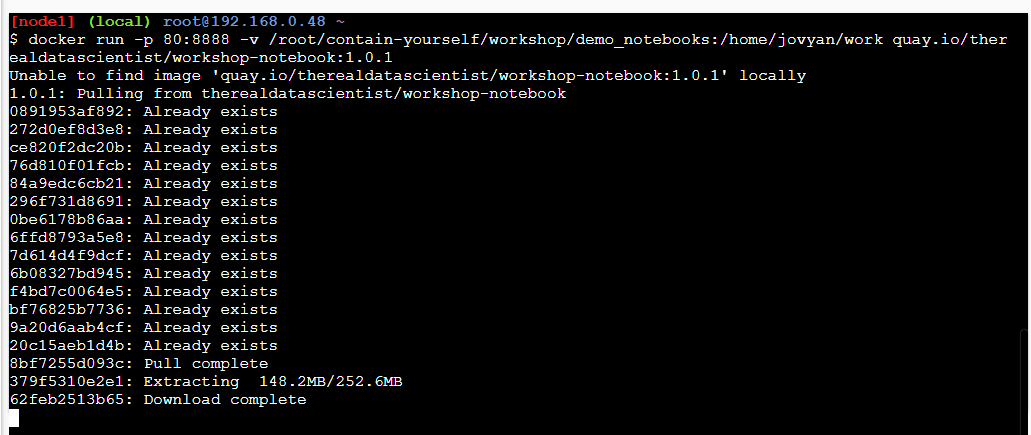 [node1] (local) root@192.168.0.48 ~
$ docker run -p 80:8888 -v /root/contain-yourself/workshop/demo_notebooks:/home/jovyan/work quay.io/ther
ealdatascientist/workshop-notebook:1.0.1
Unable to find image 'quay.io/therealdatascientist/workshop-notebook:1.0.1' locally
1.0.1: Pulling from therealdatascientist/workshop-notebook
0891953af892: Already exists
272d0ef8d3e8: Already exists
ce820f2dc20b: Already exists
76d810f01fcb: Already exists
84a9edc6cb21: Already exists
296f731d8691: Already exists
0be6178b86aa: Already exists
6ffd8793a5e8: Already exists
7d614d4f9dcf: Already exists
6b08327bd945: Already exists
f4bd7c0064e5: Already exists
bf76825b7736: Already exists
9a20d6aab4cf: Already exists
20c15aeb1d4b: Already exists
8bf7255d093c: Pull complete
379f5310e2e1: Extracting  148.2MB/252.6MB
62feb2513b65: Download complete